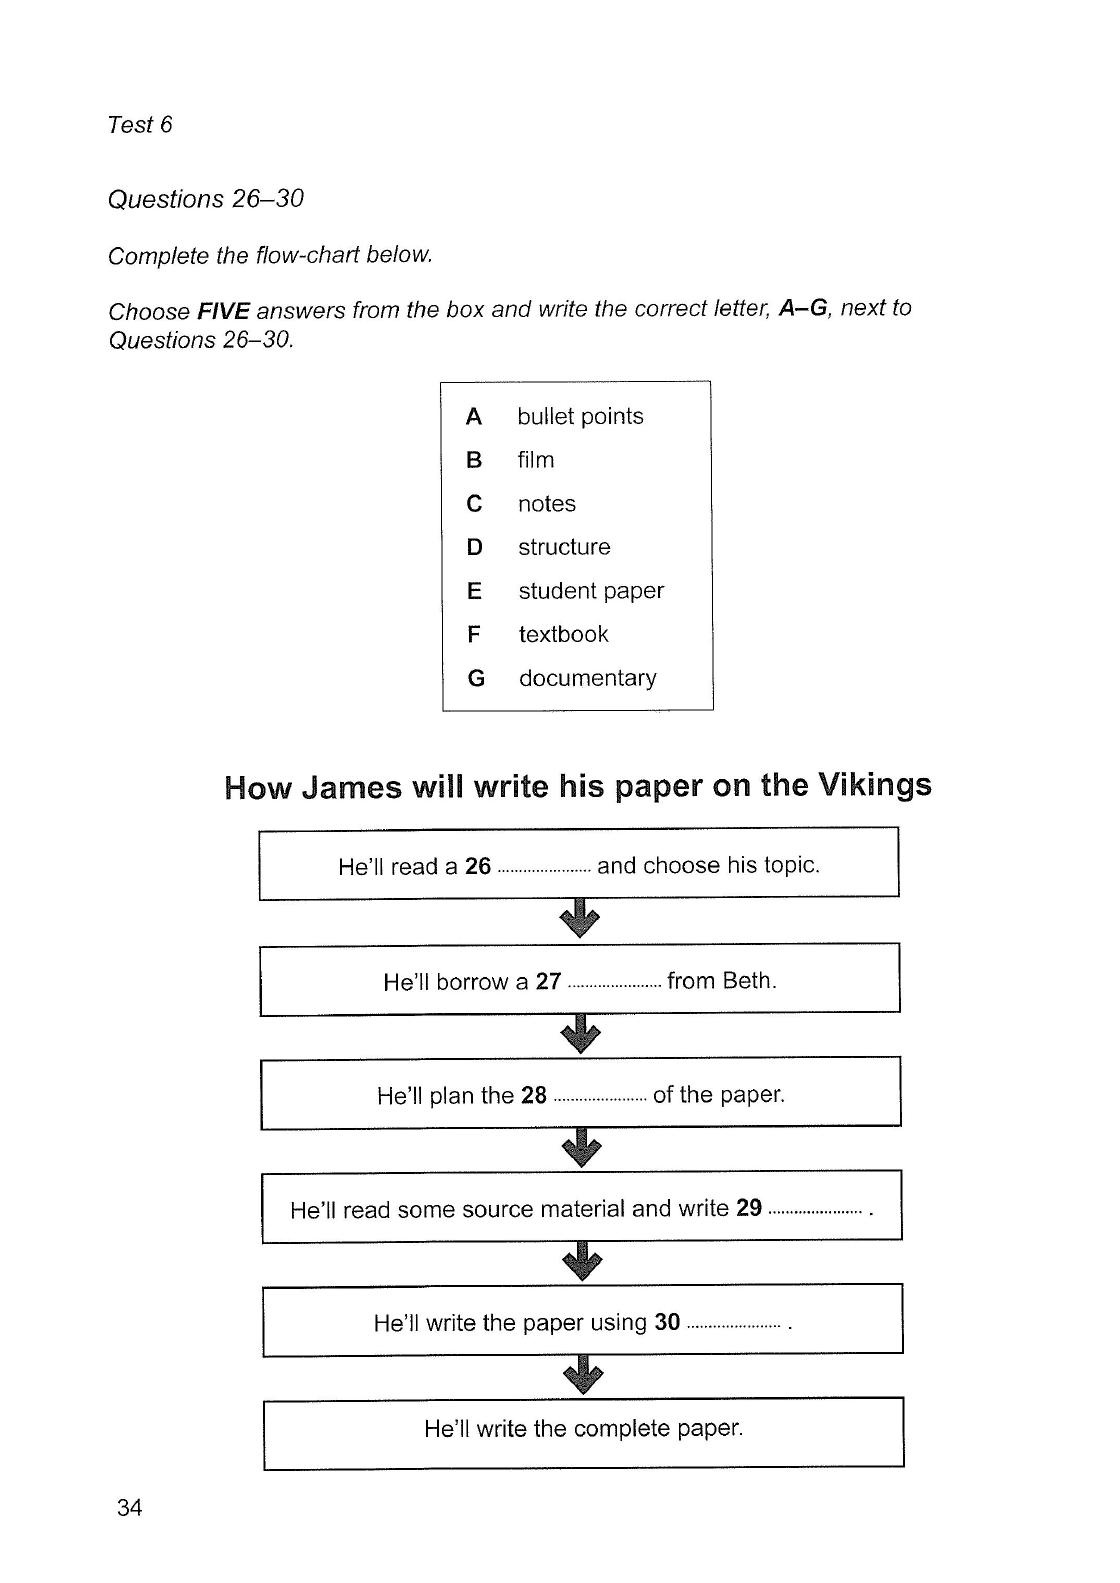 Test 6
Questions 26–30
Complete the flow-chart below.
Choose FIVE answers from the box and write the correct letter, A–G, next to
Questions 26–30.
A bullet points
B film
C notes
D structure
E student paper
F textbook
G documentary
How James will write his paper on the Vikings
He'll read a 26 ...................... and choose his topic.
He'll borrow a 27 ...................... from Beth.
He'll plan the 28 ...................... of the paper.
He'll read some source material and write 29 ...................... .
He'll write the paper using 30 ...................... .
He'll write the complete paper.
34